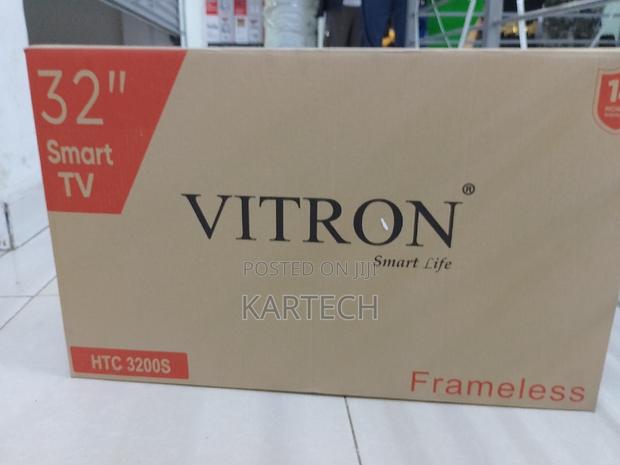 32"
Smart
TV
VITRON®
Smart Life
POSTED ON JIJI
KARTECH
HTC 3200S
Frameless